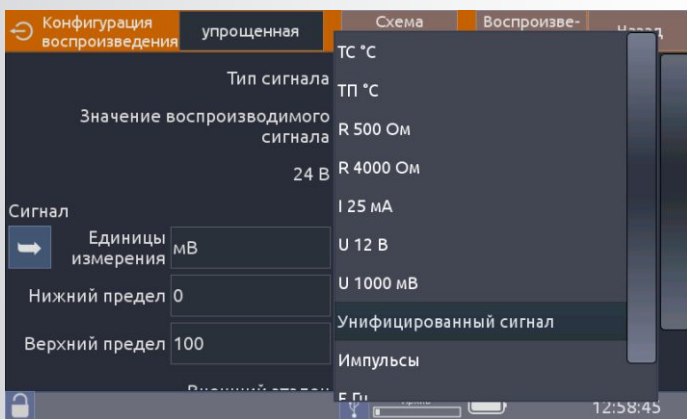 Конфигурация
воспроизведения
упрощенная
Схема
Воспроизве-
Назад
Тип сигнала
Значение воспроизводимого
сигнала
24 В
Сигнал
Единицы
измерения
мВ
Нижний предел
0
Верхний предел
100
ТС °C
ТП °C
R 500 Ом
R 4000 Ом
I 25 мА
U 12 В
U 1000 мВ
Унифицированный сигнал
Импульсы
F Гц
12:58:45